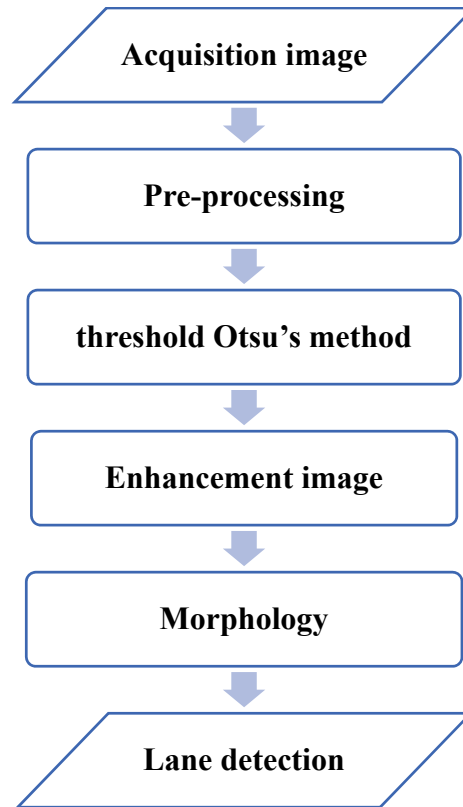 Acquisition image
Pre-processing
threshold Otsu’s method
Enhancement image
Morphology
Lane detection